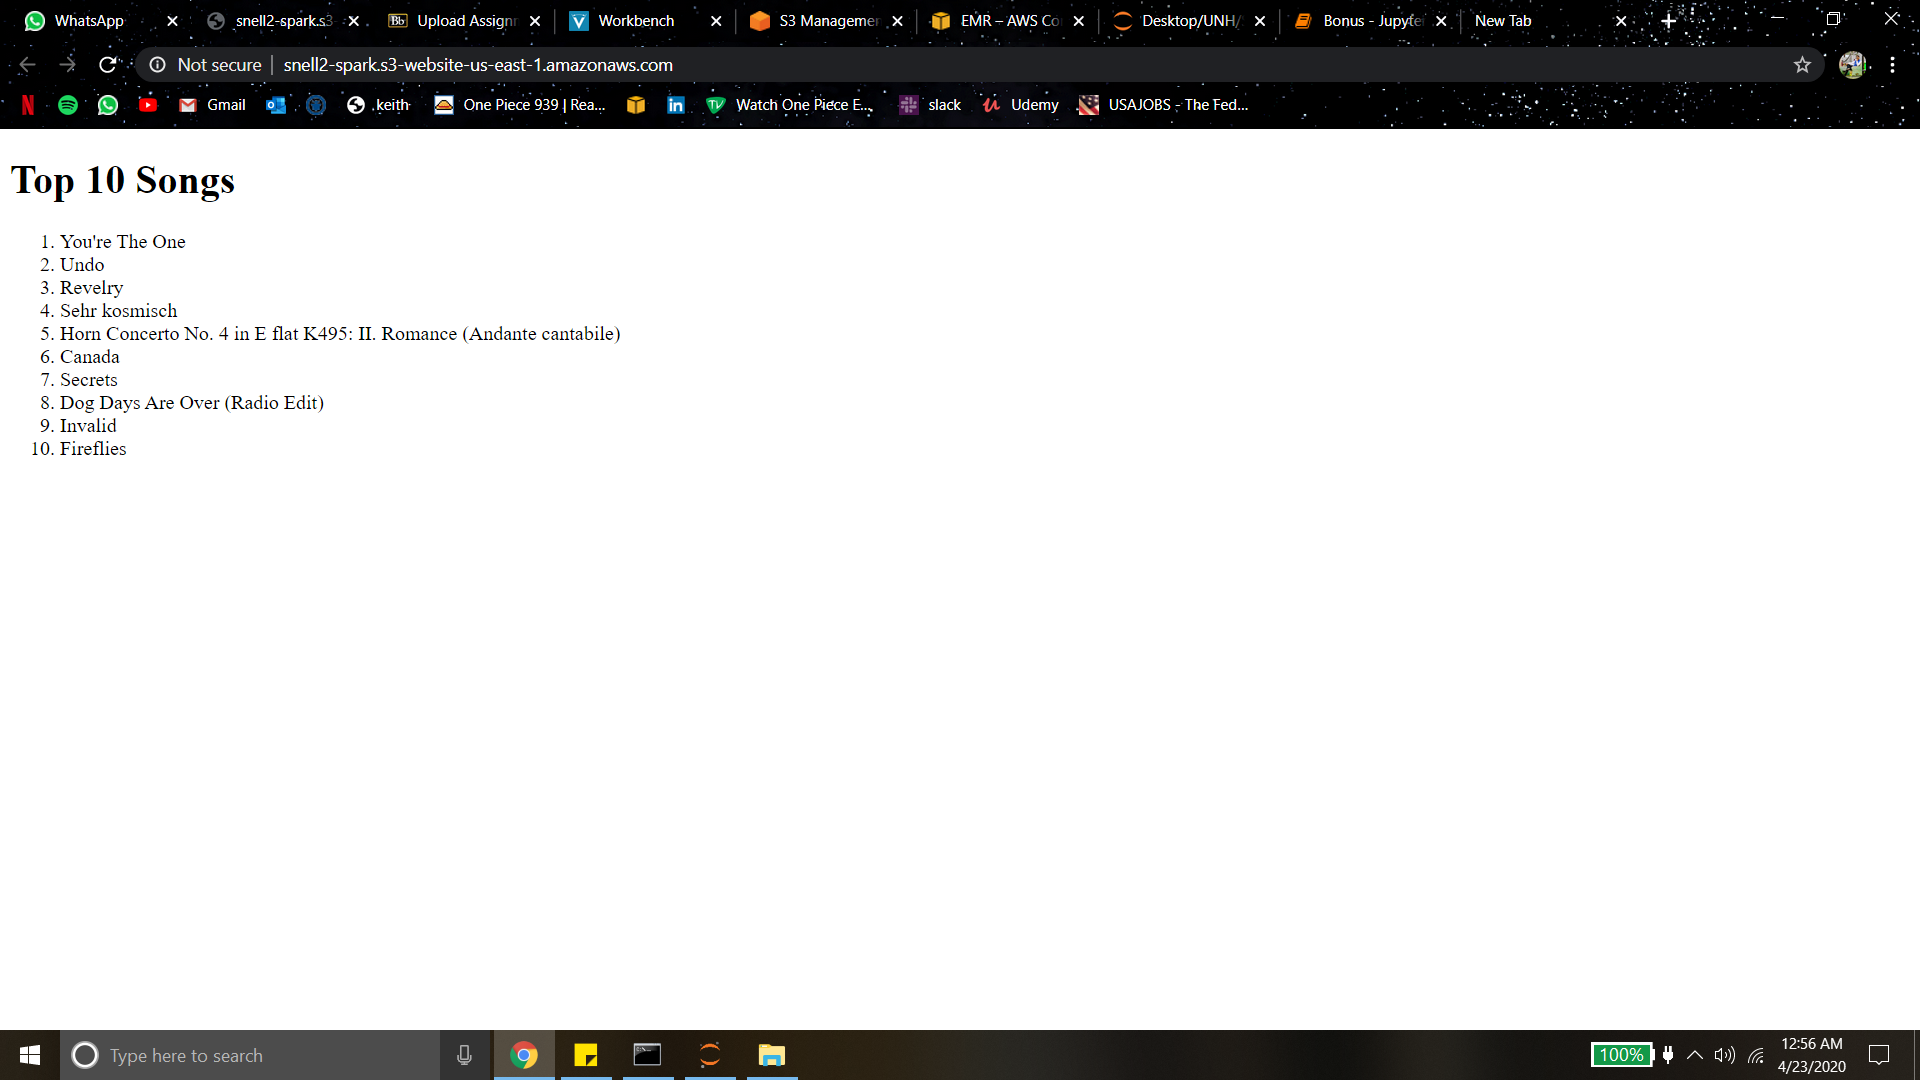 WhatsApp
snell2-spark.s3
Bb Upload Assignn
Workbench
S3 Managemen
EMR – AWS Co
Desktop/UNH/
Bonus - Jupyte
New Tab
Not secure | snell2-spark.s3-website-us-east-1.amazonaws.com
Gmail
keith
One Piece 939 | Rea...
Watch One Piece E...
slack
Udemy
USAJOBS - The Fed...
Top 10 Songs
1. You're The One
2. Undo
3. Revelry
4. Sehr kosmisch
5. Horn Concerto No. 4 in E flat K495: II. Romance (Andante cantabile)
6. Canada
7. Secrets
8. Dog Days Are Over (Radio Edit)
9. Invalid
10. Fireflies
Type here to search
100%
12:56 AM
4/23/2020